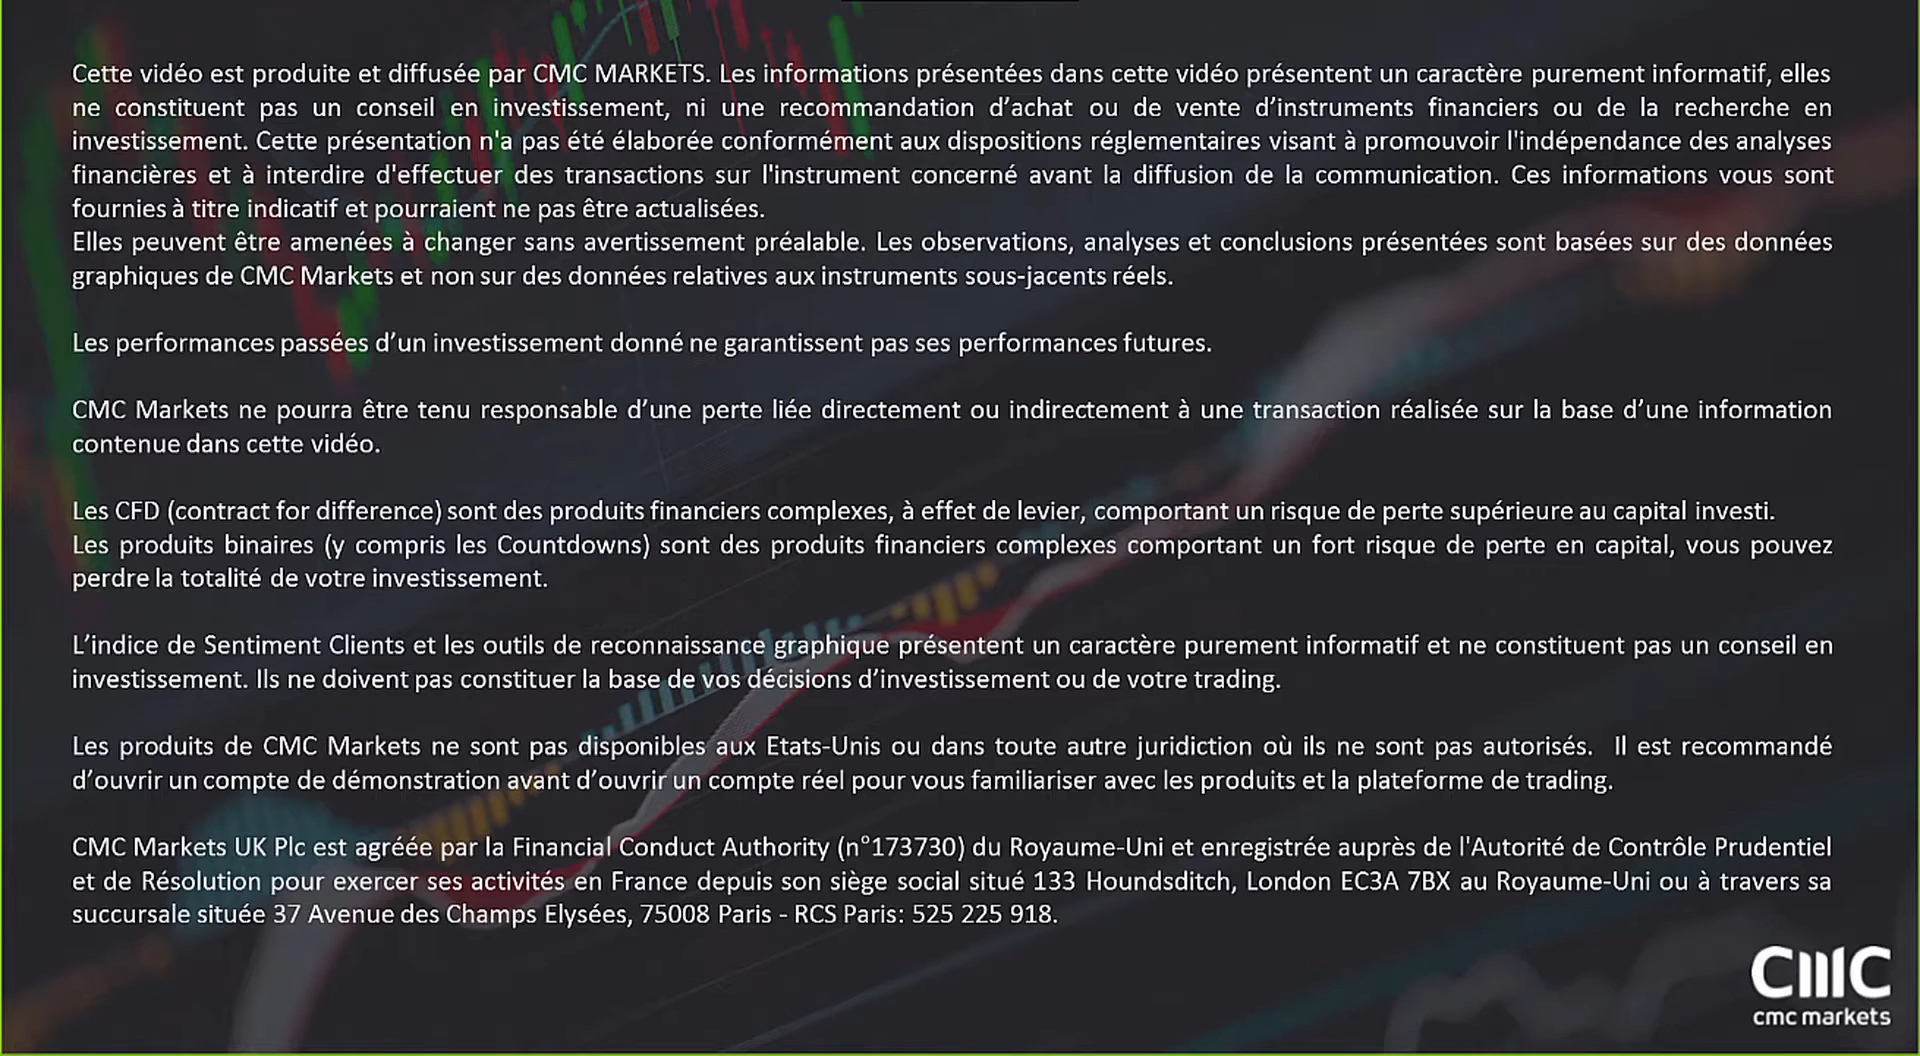 Cette vidéo est produite et diffusée par CMC MARKETS. Les informations présentées dans cette vidéo présentent un caractère purement informatif, elles
ne constituent pas un conseil en investissement, ni une recommandation d’achat ou de vente d’instruments financiers ou de la recherche en
investissement. Cette présentation n'a pas été élaborée conformément aux dispositions réglementaires visant à promouvoir l'indépendance des analyses
financières et à interdire d'effectuer des transactions sur l'instrument concerné avant la diffusion de la communication. Ces informations vous sont
fournies à titre indicatif et pourraient ne pas être actualisées.
Elles peuvent être amenées à changer sans avertissement préalable. Les observations, analyses et conclusions présentées sont basées sur des données
graphiques de CMC Markets et non sur des données relatives aux instruments sous-jacents réels.
Les performances passées d’un investissement donné ne garantissent pas ses performances futures.
CMC Markets ne pourra être tenu responsable d’une perte liée directement ou indirectement à une transaction réalisée sur la base d’une information
contenue dans cette vidéo.
Les CFD (contract for difference) sont des produits financiers complexes, à effet de levier, comportant un risque de perte supérieure au capital investi.
Les produits binaires (y compris les Countdowns) sont des produits financiers complexes comportant un fort risque de perte en capital, vous pouvez
perdre la totalité de votre investissement.
L’indice de Sentiment Clients et les outils de reconnaissance graphique présentent un caractère purement informatif et ne constituent pas un conseil en
investissement. Ils ne doivent pas constituer la base de vos décisions d’investissement ou de votre trading.
Les produits de CMC Markets ne sont pas disponibles aux Etats-Unis ou dans toute autre juridiction où ils ne sont pas autorisés. Il est recommandé
d’ouvrir un compte de démonstration avant d’ouvrir un compte réel pour vous familiariser avec les produits et la plateforme de trading.
CMC Markets UK Plc est agréée par la Financial Conduct Authority (n°173730) du Royaume-Uni et enregistrée auprès de l'Autorité de Contrôle Prudentiel
et de Résolution pour exercer ses activités en France depuis son siège social situé 133 Houndsditch, London EC3A 7BX au Royaume-Uni ou à travers sa
succursale située 37 Avenue des Champs Elysées, 75008 Paris - RCS Paris: 525 225 918.
CMC
cmc markets